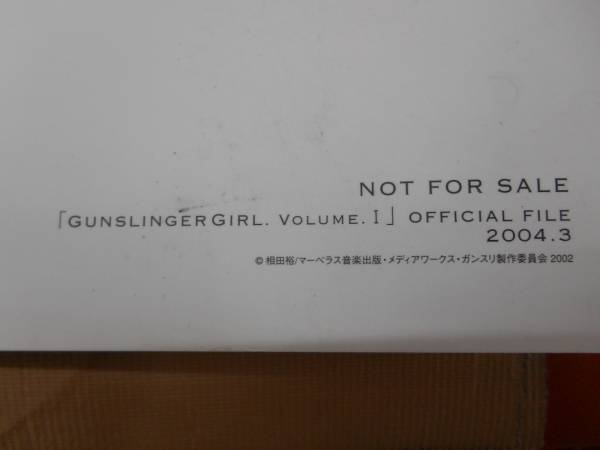 NOT FOR SALE
「GUNSLINGER GIRL. VOLUME. I」 OFFICIAL FILE
2004.3
© 相田裕/マーベラス音楽出版・メディアワークス・ガンスリ製作委員会 2002